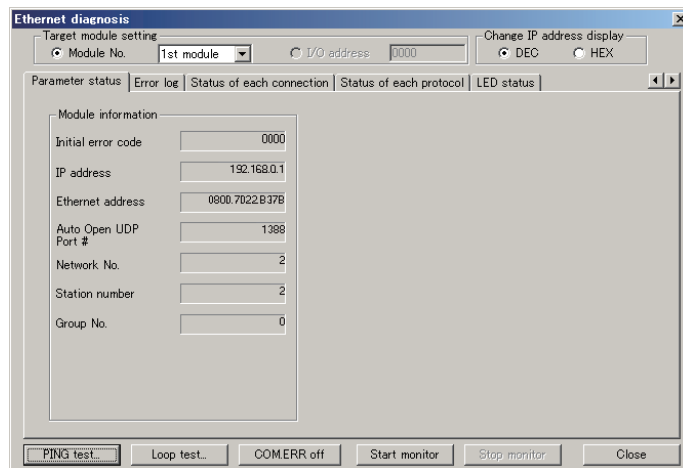 Ethernet diagnosis
Target module setting
Module No. 1st module I/O address 0000
Change IP address display
DEC HEX
Parameter status Error log Status of each connection Status of each protocol LED status
Module information
Initial error code 0000
IP address 192.168.0.1
Ethernet address 0800.7D22.B37B
Auto Open UDP
Port # 1388
Network No. 2
Station number 2
Group No. 0
PING test... Loop test... COM.ERR off Start monitor Stop monitor Close